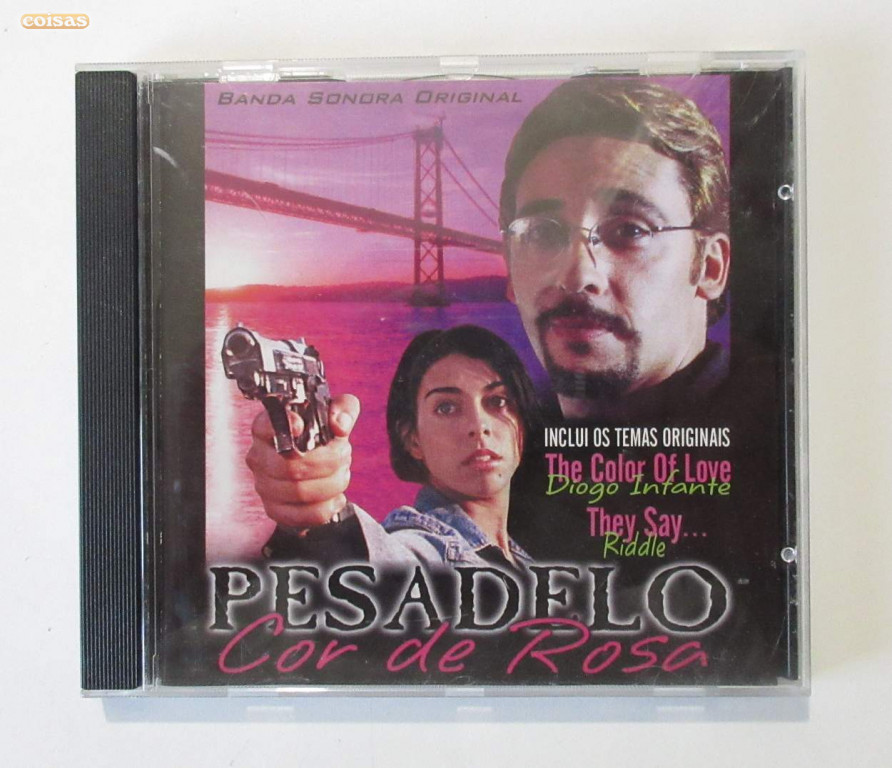 coisas
BANDA SONORA ORIGINAL
INCLUI OS TEMAS ORIGINAIS
The Color Of Love
Diogo Infante
They Say...
Riddle
PESADELO
Cor de Rosa